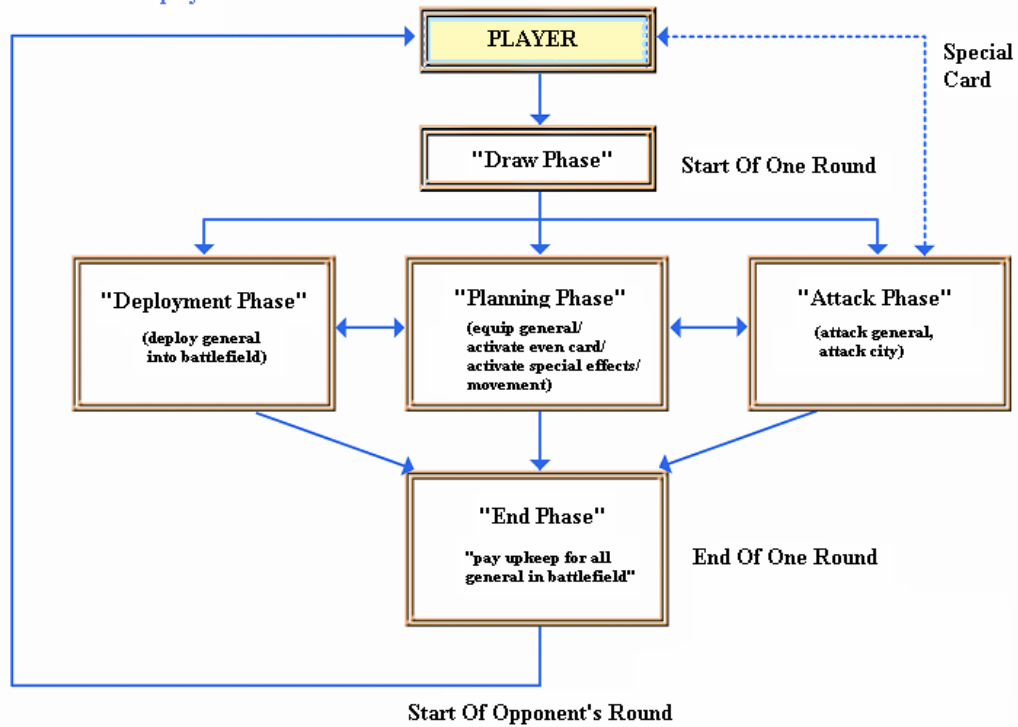 PLAYER
Special
Card
"Draw Phase"
Start Of One Round
"Deployment Phase"
(deploy general
into battlefield)
"Planning Phase"
(equip general/
activate even card/
activate special effects/
movement)
"Attack Phase"
(attack general,
attack city)
"End Phase"
"pay upkeep for all
general in battlefield"
End Of One Round
Start Of Opponent's Round